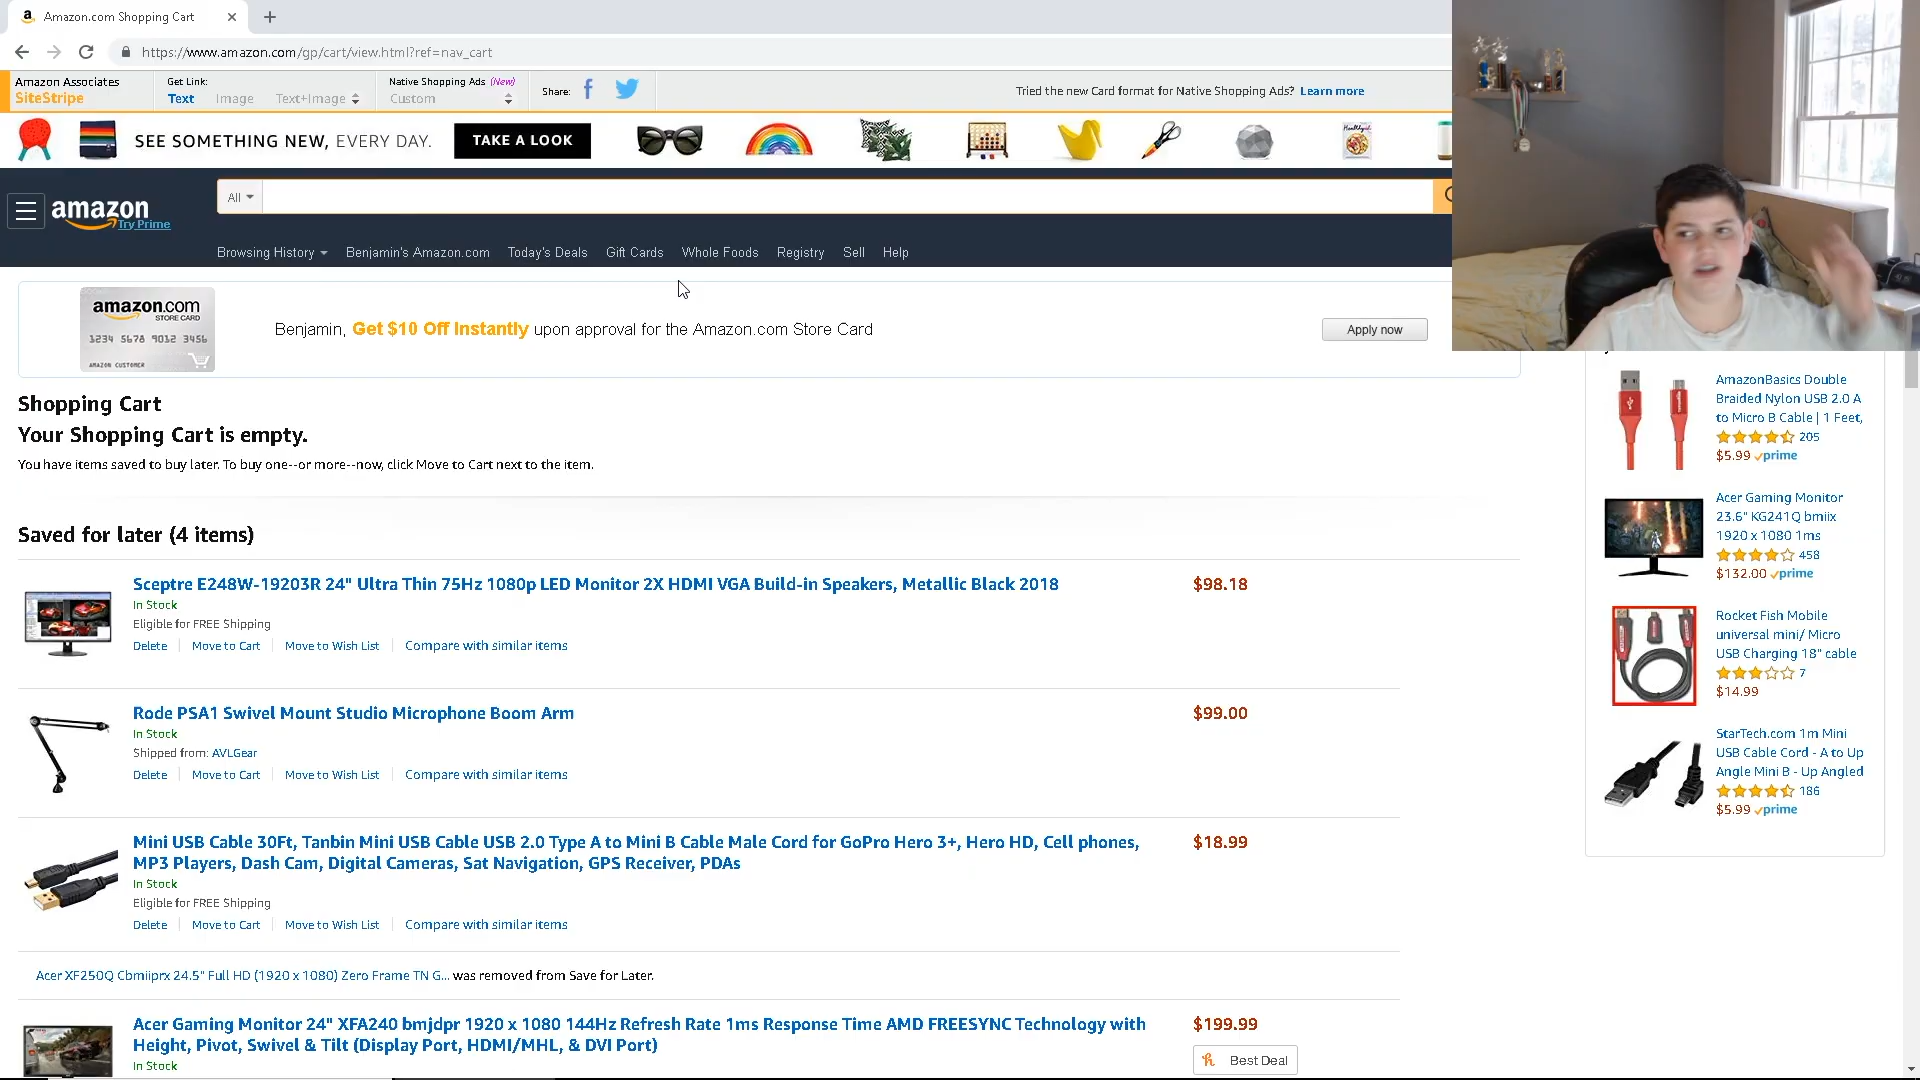 Amazon.com Shopping Cart
https://www.amazon.com/gp/cart/view.html?ref=nav_cart
Amazon Associates
SiteStripe
Get Link:
Text Image Text+Image
Native Shopping Ads (New)
Custom
Share:
Tried the new Card format for Native Shopping Ads? Learn more
SEE SOMETHING NEW, EVERY DAY.
TAKE A LOOK
amazon
Try Prime
All
Browsing History Benjamin's Amazon.com Today's Deals Gift Cards Whole Foods Registry Sell Help
amazon.com
STORE CARD
1234 5678 9012 3456
AMAZON CUSTOMER
Benjamin, Get $10 Off Instantly upon approval for the Amazon.com Store Card
Apply now
Shopping Cart
Your Shopping Cart is empty.
You have items saved to buy later. To buy one--or more--now, click Move to Cart next to the item.
Saved for later (4 items)
Sceptre E248W-19203R 24" Ultra Thin 75Hz 1080p LED Monitor 2X HDMI VGA Build-in Speakers, Metallic Black 2018
$98.18
In Stock
Eligible for FREE Shipping
Delete Move to Cart Move to Wish List Compare with similar items
Rode PSA1 Swivel Mount Studio Microphone Boom Arm
$99.00
In Stock
Shipped from: AVLGear
Delete Move to Cart Move to Wish List Compare with similar items
Mini USB Cable 30Ft, Tanbin Mini USB Cable USB 2.0 Type A to Mini B Cable Male Cord for GoPro Hero 3+, Hero HD, Cell phones,
MP3 Players, Dash Cam, Digital Cameras, Sat Navigation, GPS Receiver, PDAs
$18.99
In Stock
Eligible for FREE Shipping
Delete Move to Cart Move to Wish List Compare with similar items
Acer XF250Q Cbmiiprx 24.5" Full HD (1920 x 1080) Zero Frame TN G... was removed from Save for Later.
Acer Gaming Monitor 24" XFA240 bmjdpr 1920 x 1080 144Hz Refresh Rate 1ms Response Time AMD FREESYNC Technology with
Height, Pivot, Swivel & Tilt (Display Port, HDMI/MHL, & DVI Port)
$199.99
Best Deal
In Stock
AmazonBasics Double
Braided Nylon USB 2.0 A
to Micro B Cable | 1 Feet,
205
$5.99 prime
Acer Gaming Monitor
23.6" KG241Q bmiix
1920 x 1080 1ms
458
$132.00 prime
Rocket Fish Mobile
universal mini/ Micro
USB Charging 18" cable
7
$14.99
StarTech.com 1m Mini
USB Cable Cord - A to Up
Angle Mini B - Up Angled
186
$5.99 prime